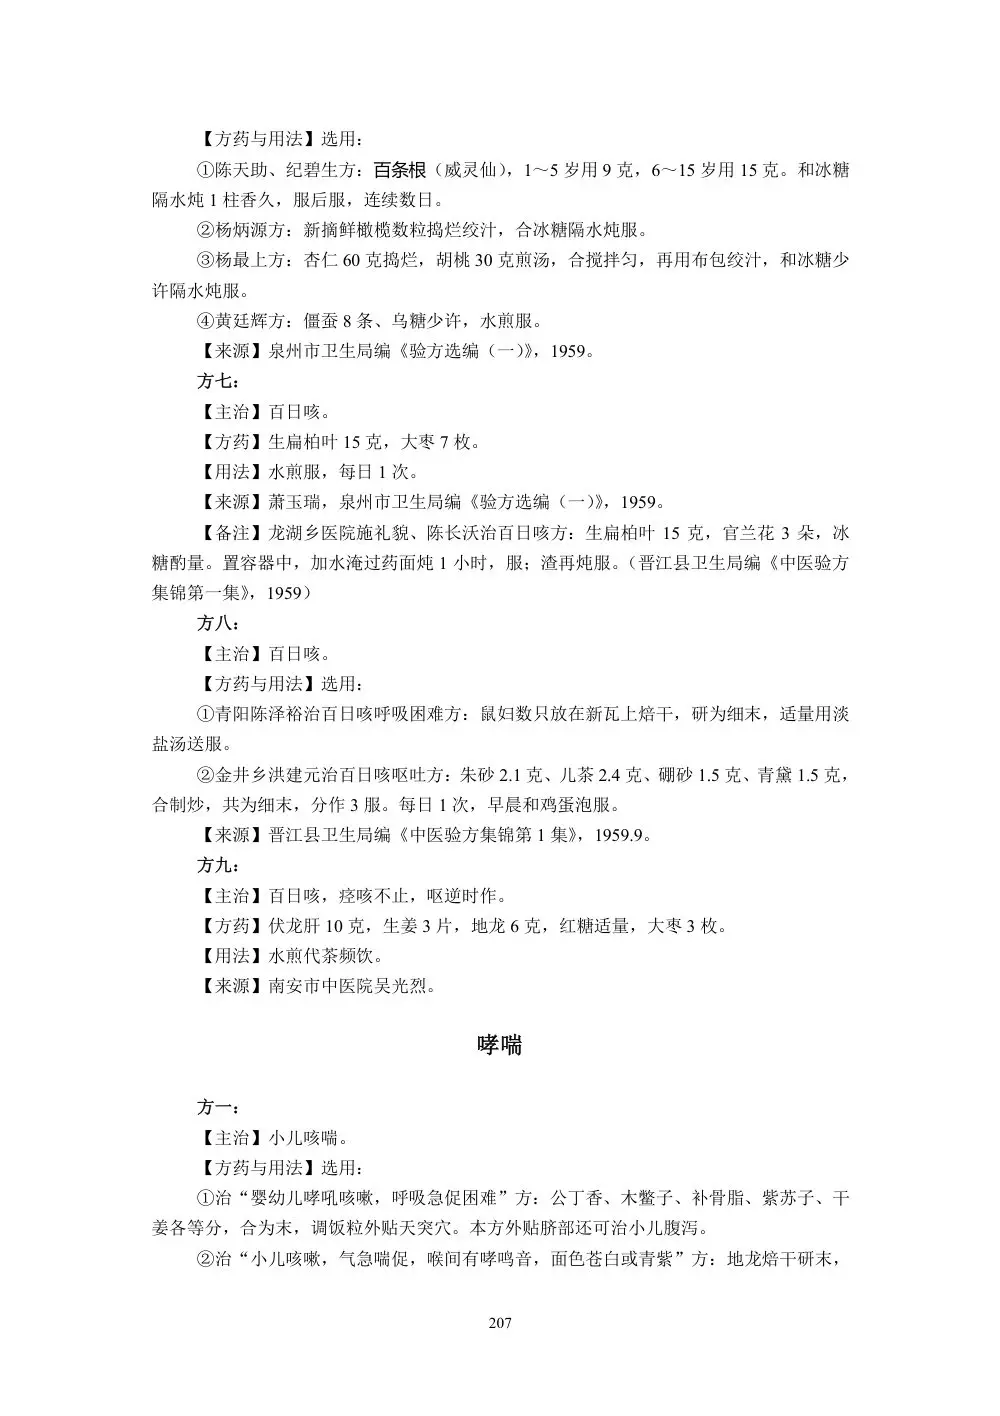 【方药与用法】选用：
①陈天助、纪碧生方：百条根（威灵仙），1～5 岁用 9 克，6～15 岁用 15 克。和冰糖
隔水炖 1 柱香久，服后服，连续数日。
②杨炳源方：新摘鲜橄榄数粒捣烂绞汁，合冰糖隔水炖服。
③杨最上方：杏仁 60 克捣烂，胡桃 30 克煎汤，合搅拌匀，再用布包绞汁，和冰糖少
许隔水炖服。
④黄廷辉方：僵蚕 8 条、乌糖少许，水煎服。
【来源】泉州市卫生局编《验方选编（一）》，1959。
方七：
【主治】百日咳。
【方药】生扁柏叶 15 克，大枣 7 枚。
【用法】水煎服，每日 1 次。
【来源】萧玉瑞，泉州市卫生局编《验方选编（一）》，1959。
【备注】龙湖乡医院施礼貌、陈长沃治百日咳方：生扁柏叶 15 克，官兰花 3 朵，冰
糖酌量。置容器中，加水淹过药面炖 1 小时，服；渣再炖服。（晋江县卫生局编《中医验方
集锦第一集》，1959）
方八：
【主治】百日咳。
【方药与用法】选用：
①青阳陈泽裕治百日咳呼吸困难方：鼠妇数只放在新瓦上焙干，研为细末，适量用淡
盐汤送服。
②金井乡洪建元治百日咳呕吐方：朱砂 2.1 克、儿茶 2.4 克、硼砂 1.5 克、青黛 1.5 克，
合制炒，共为细末，分作 3 服。每日 1 次，早晨和鸡蛋泡服。
【来源】晋江县卫生局编《中医验方集锦第 1 集》，1959.9。
方九：
【主治】百日咳，痉咳不止，呕逆时作。
【方药】伏龙肝 10 克，生姜 3 片，地龙 6 克，红糖适量，大枣 3 枚。
【用法】水煎代茶频饮。
【来源】南安市中医院吴光烈。
哮喘
方一：
【主治】小儿咳喘。
【方药与用法】选用：
①治“婴幼儿哮吼咳嗽，呼吸急促困难”方：公丁香、木鳖子、补骨脂、紫苏子、干
姜各等分，合为末，调饭粒外贴天突穴。本方外贴脐部还可治小儿腹泻。
②治“小儿咳嗽，气急喘促，喉间有哮鸣音，面色苍白或青紫”方：地龙焙干研末，
207